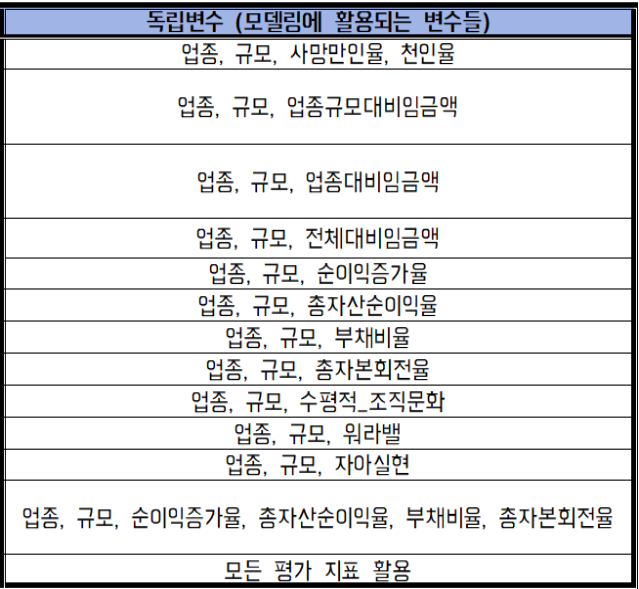 독립변수 (모델링에 활용되는 변수들)
업종, 규모, 사망만인율, 천인율
업종, 규모, 업종규모대비임금액
업종, 규모, 업종대비임금액
업종, 규모, 전체대비임금액
업종, 규모, 순이익증가율
업종, 규모, 총자산순이익율
업종, 규모, 부채비율
업종, 규모, 총자본회전율
업종, 규모, 수평적_조직문화
업종, 규모, 워라밸
업종, 규모, 자아실현
업종, 규모, 순이익증가율, 총자산순이익율, 부채비율, 총자본회전율
모든 평가 지표 활용